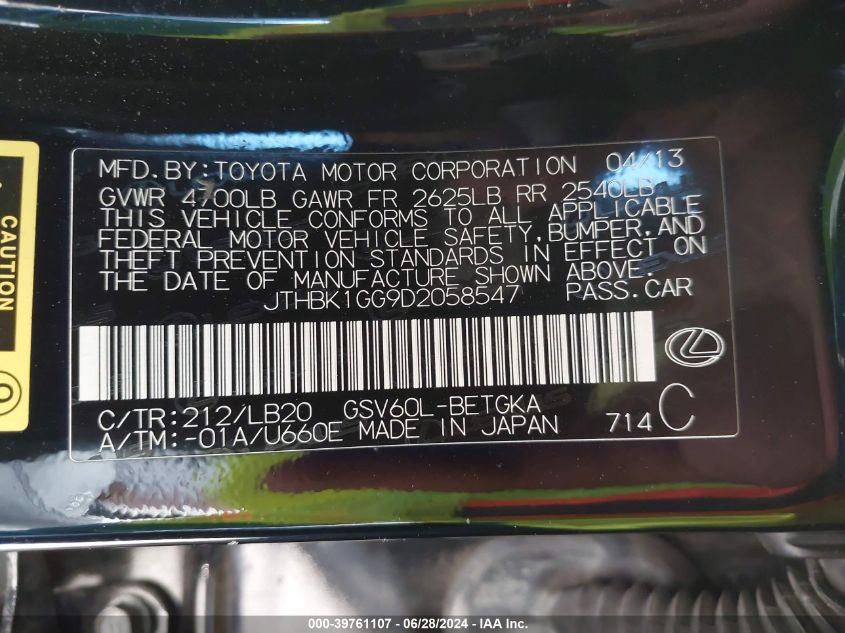 MFD.BY:TOYOTA MOTOR CORPORATION 04/13
GVWR 4700LB GAWR FR 2625LB RR 2540LB
THIS VEHICLE CONFORMS TO ALL APPLICABLE
FEDERAL MOTOR VEHICLE SAFETY,BUMPER,AND
THEFT PREVENTION STANDARDS IN EFFECT ON
THE DATE OF MANUFACTURE SHOWN ABOVE.
JTHBK1GG9D2058547 PASS.CAR
C/TR:212/LB20 GSV60L-BETGKA
A/TM:-01A/U660E MADE IN JAPAN 714 C
CAUTION
000-39761107 - 06/28/2024 - IAA Inc.